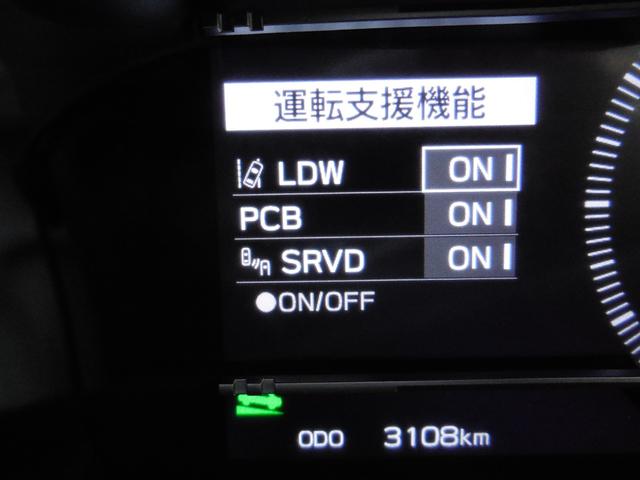 運転支援機能
LDW ON
PCB ON
SRVD ON
●ON/OFF
ODO 3108km